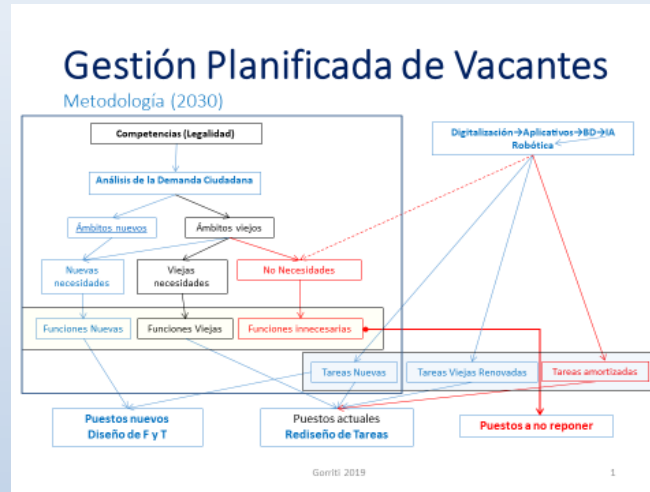 Gestión Planificada de Vacantes
Metodología (2030)
Competencias (Legalidad)
Digitalización→Aplicativos→BD→IA
Robótica
Análisis de la Demanda Ciudadana
Ámbitos nuevos
Ámbitos viejos
Nuevas
necesidades
Viejas
necesidades
No Necesidades
Funciones Nuevas
Funciones Viejas
Funciones innecesarias
Tareas Nuevas
Tareas Viejas Renovadas
Tareas amortizadas
Puestos nuevos
Diseño de F y T
Puestos actuales
Rediseño de Tareas
Puestos a no reponer
Gorriti 2019
1